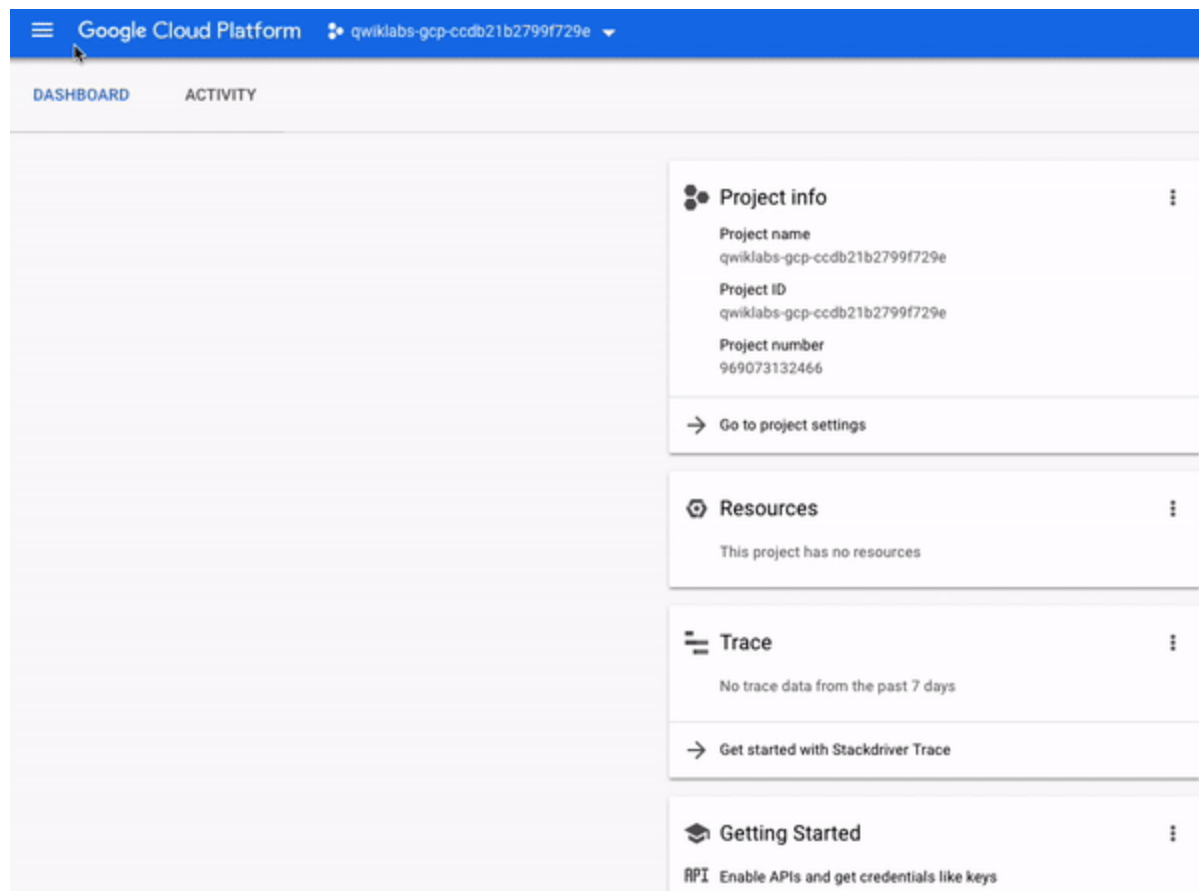 Google Cloud Platform qwiklabs-gcp-ccdb21b2799f729e
DASHBOARD ACTIVITY
Project info
Project name
qwiklabs-gcp-ccdb21b2799f729e
Project ID
qwiklabs-gcp-ccdb21b2799f729e
Project number
969073132466
Go to project settings
Resources
This project has no resources
Trace
No trace data from the past 7 days
Get started with Stackdriver Trace
Getting Started
API Enable APIs and get credentials like keys